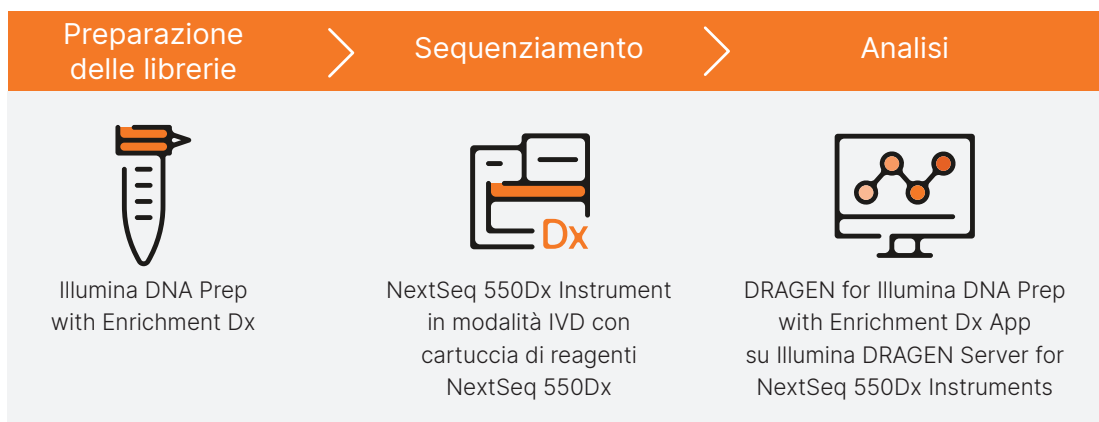 Preparazione
delle librerie
Sequenziamento
Analisi
Dx
Illumina DNA Prep
with Enrichment Dx
NextSeq 550Dx Instrument
in modalità IVD con
cartuccia di reagenti
NextSeq 550Dx
DRAGEN for Illumina DNA Prep
with Enrichment Dx App
su Illumina DRAGEN Server for
NextSeq 550Dx Instruments